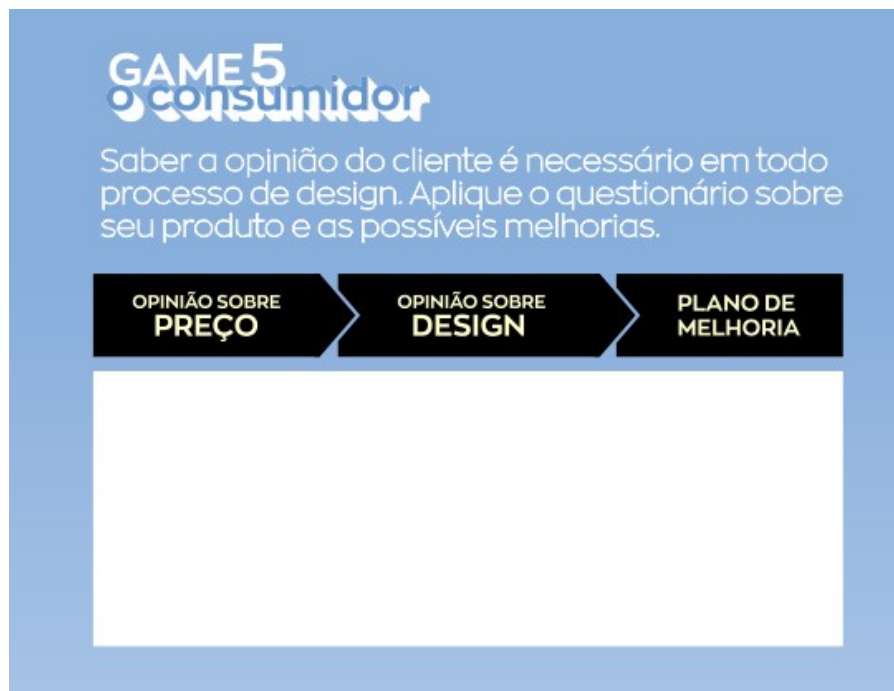 GAME 5
o consumidor
Saber a opinião do cliente é necessário em todo
processo de design. Aplique o questionário sobre
seu produto e as possíveis melhorias.
OPINIÃO SOBRE
PREÇO
OPINIÃO SOBRE
DESIGN
PLANO DE
MELHORIA